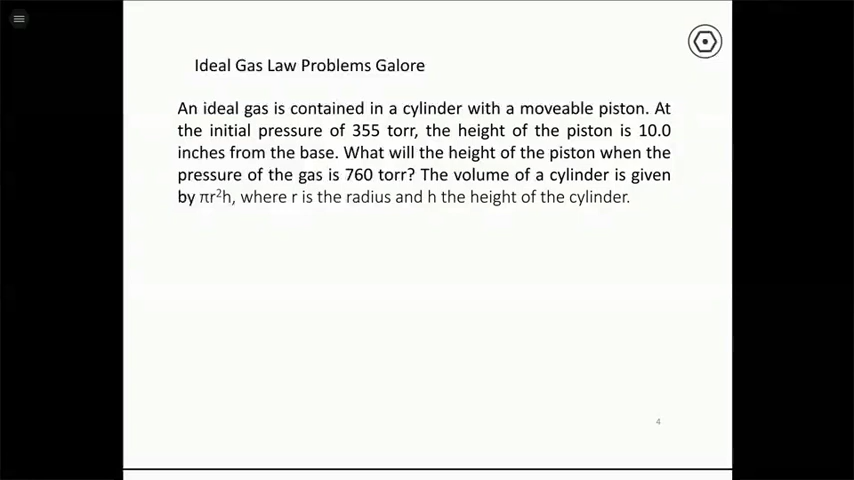 Ideal Gas Law Problems Galore
An ideal gas is contained in a cylinder with a moveable piston. At
the initial pressure of 355 torr, the height of the piston is 10.0
inches from the base. What will the height of the piston when the
pressure of the gas is 760 torr? The volume of a cylinder is given
by πr²h, where r is the radius and h the height of the cylinder.
4